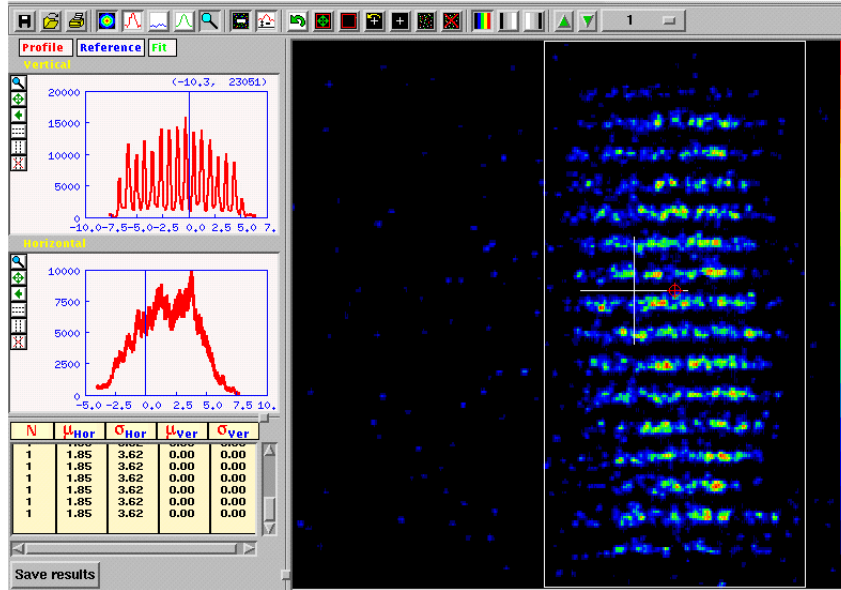 1
Profile Reference Fit
Vertical
(-10.3, 23051)
20000
15000
10000
5000
0
-10.0-7.5-5.0-2.5 0.0 2.5 5.0 7.
Horizontal
10000
7500
5000
2500
0
-5.0 -2.5 0.0 2.5 5.0 7.5 10.
N μHor σHor μVer σVer
1 1.85 3.62 0.00 0.00
1 1.85 3.62 0.00 0.00
1 1.85 3.62 0.00 0.00
1 1.85 3.62 0.00 0.00
1 1.85 3.62 0.00 0.00
1 1.85 3.62 0.00 0.00
Save results